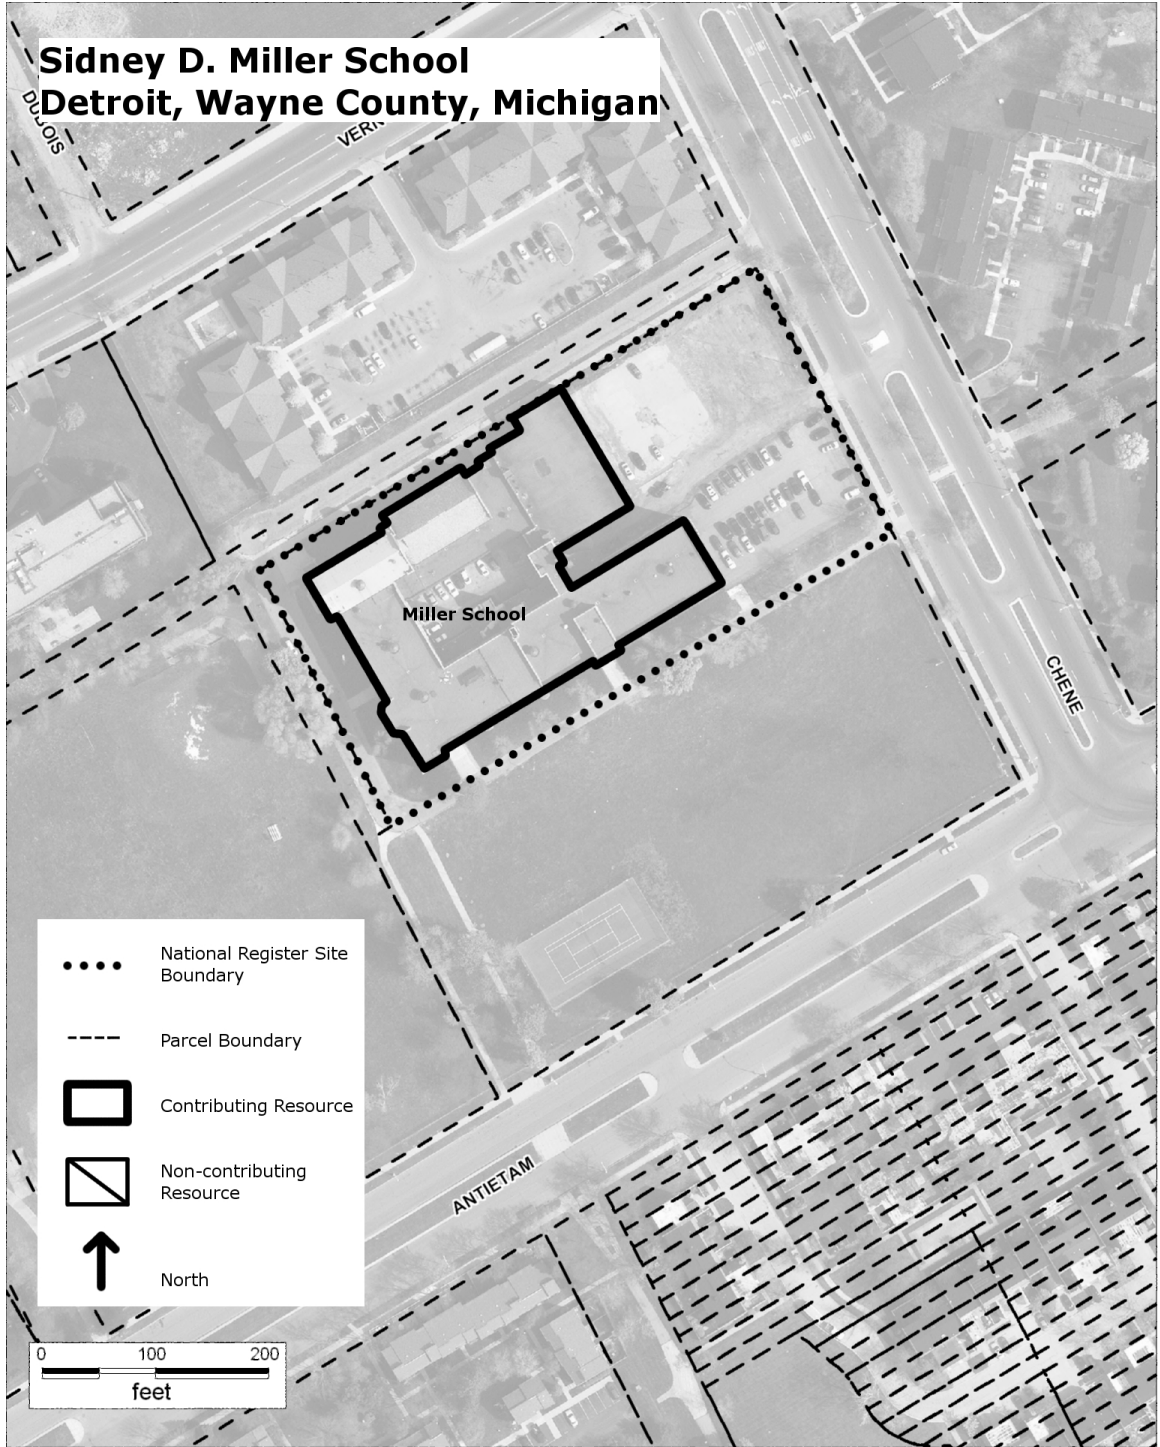 Sidney D. Miller School
Detroit, Wayne County, Michigan
DUBOIS
VERN
Miller School
CHENE
ANTIETAM
National Register Site
Boundary
Parcel Boundary
Contributing Resource
Non-contributing
Resource
North
0 100 200
feet